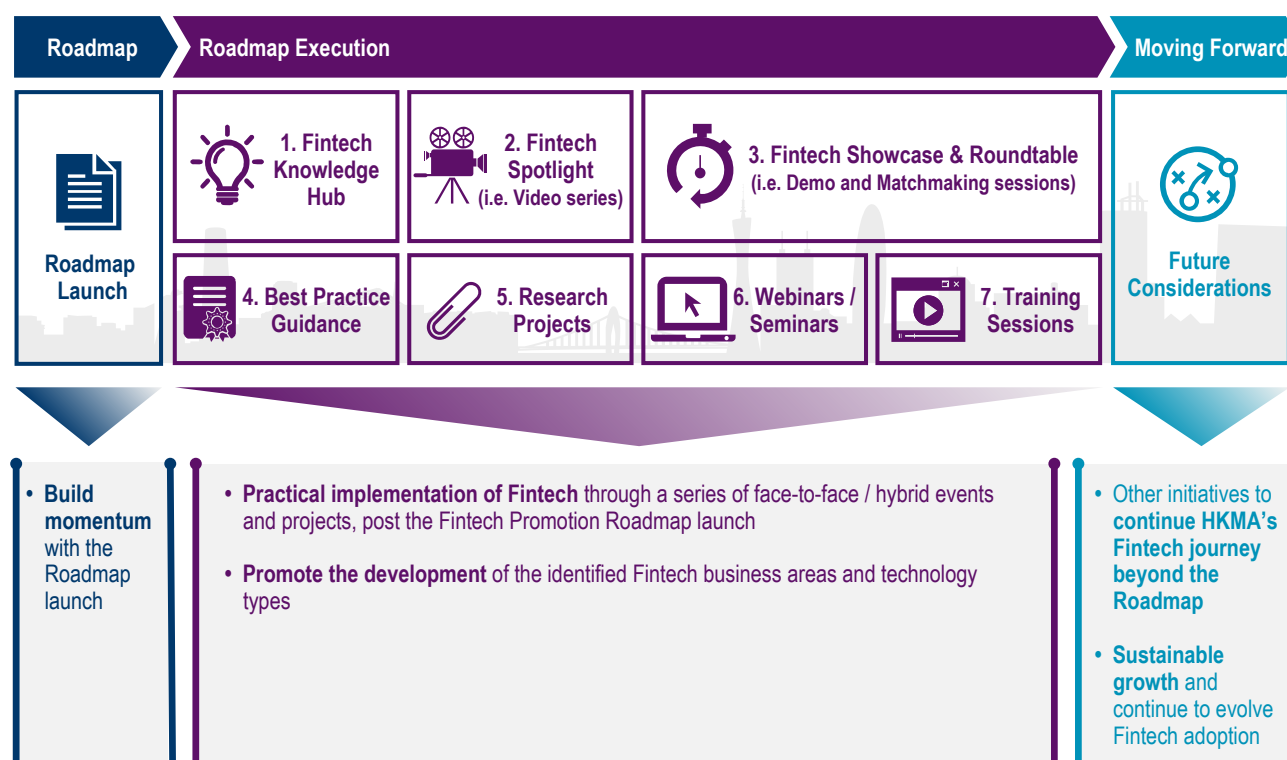 Roadmap
Roadmap Execution
Moving Forward
Roadmap
Launch
1. Fintech
Knowledge
Hub
2. Fintech
Spotlight
(i.e. Video series)
3. Fintech Showcase & Roundtable
(i.e. Demo and Matchmaking sessions)
4. Best Practice
Guidance
5. Research
Projects
6. Webinars /
Seminars
7. Training
Sessions
Future
Considerations
• Build
momentum
with the
Roadmap
launch
• Practical implementation of Fintech through a series of face-to-face / hybrid events
and projects, post the Fintech Promotion Roadmap launch
• Promote the development of the identified Fintech business areas and technology
types
• Other initiatives to
continue HKMA's
Fintech journey
beyond the
Roadmap
• Sustainable
growth and
continue to evolve
Fintech adoption